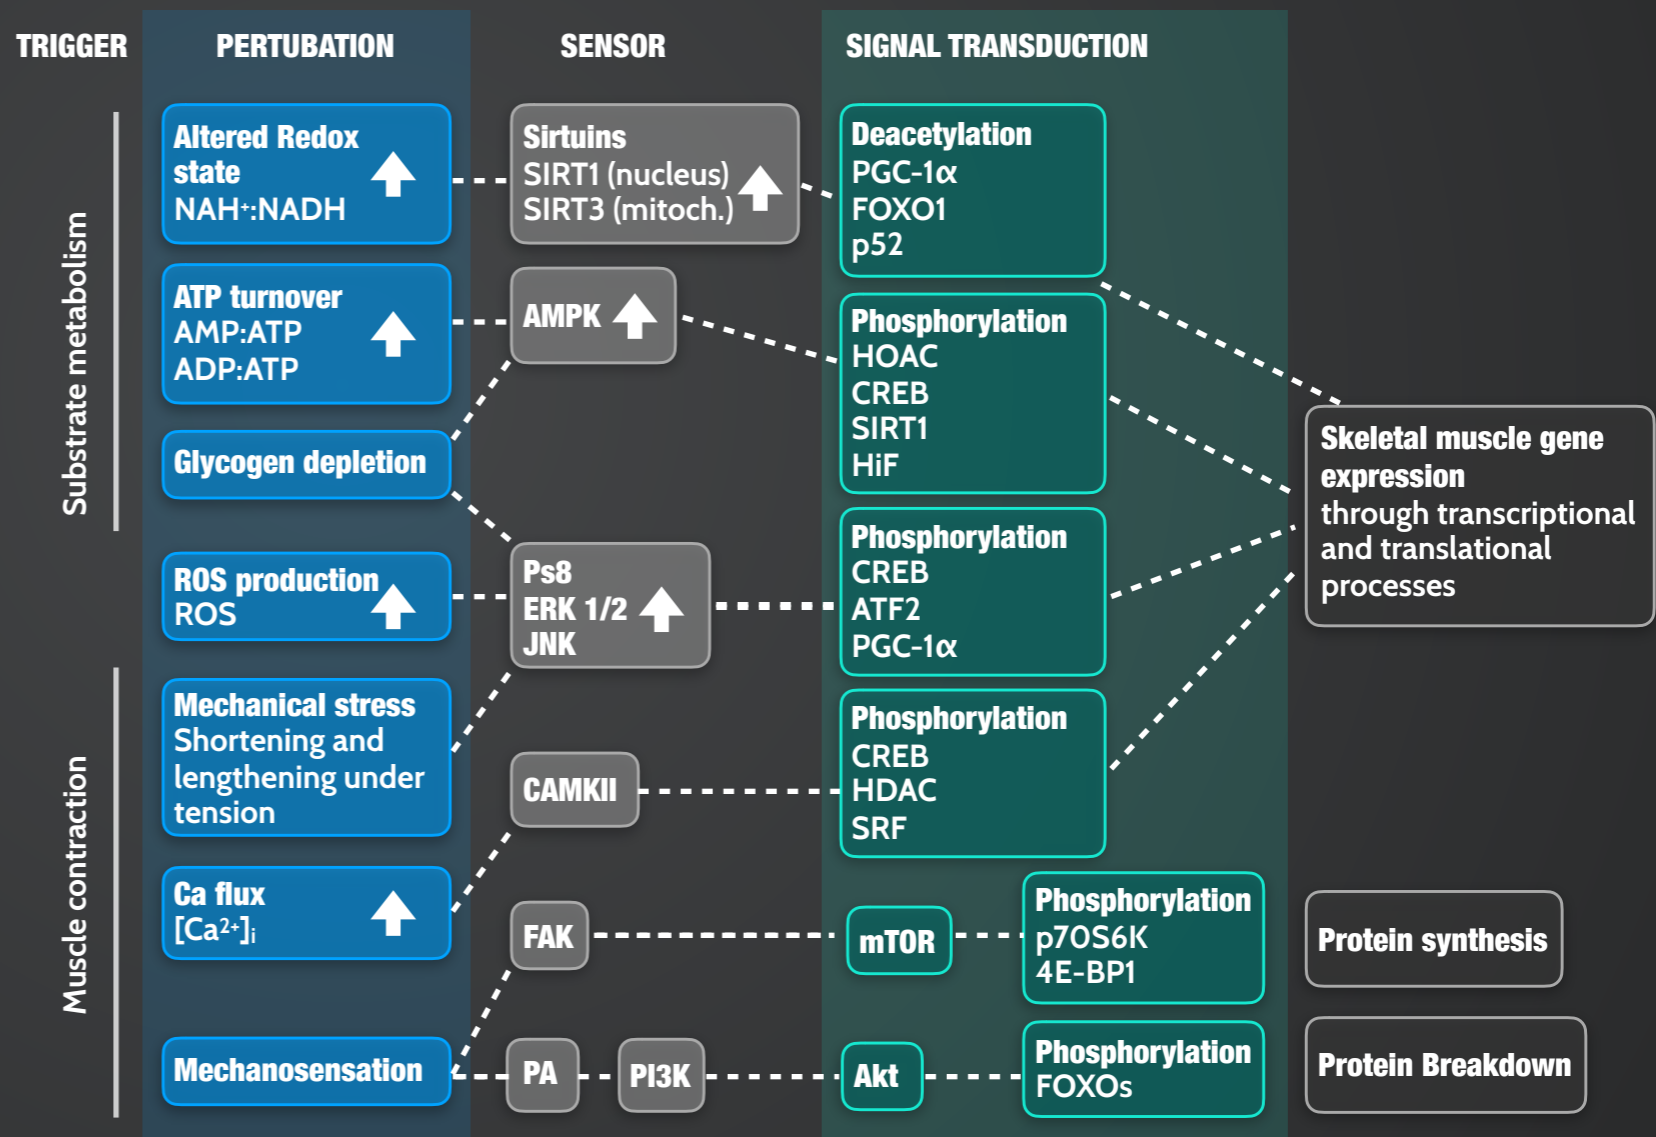 TRIGGER
PERTUBATION
SENSOR
SIGNAL TRANSDUCTION
Substrate metabolism
Muscle contraction
Altered Redox
state
NAH⁺:NADH
ATP turnover
AMP:ATP
ADP:ATP
Glycogen depletion
ROS production
ROS
Mechanical stress
Shortening and
lengthening under
tension
Ca flux
[Ca²⁺]ᵢ
Mechanosensation
Sirtuins
SIRT1 (nucleus)
SIRT3 (mitoch.)
AMPK
Ps8
ERK 1/2
JNK
CAMKII
FAK
PA
PI3K
Deacetylation
PGC-1α
FOXO1
p52
Phosphorylation
HOAC
CREB
SIRT1
HiF
Phosphorylation
CREB
ATF2
PGC-1α
Phosphorylation
CREB
HDAC
SRF
mTOR
Phosphorylation
p70S6K
4E-BP1
Akt
Phosphorylation
FOXOs
Skeletal muscle gene
expression
through transcriptional
and translational
processes
Protein synthesis
Protein Breakdown